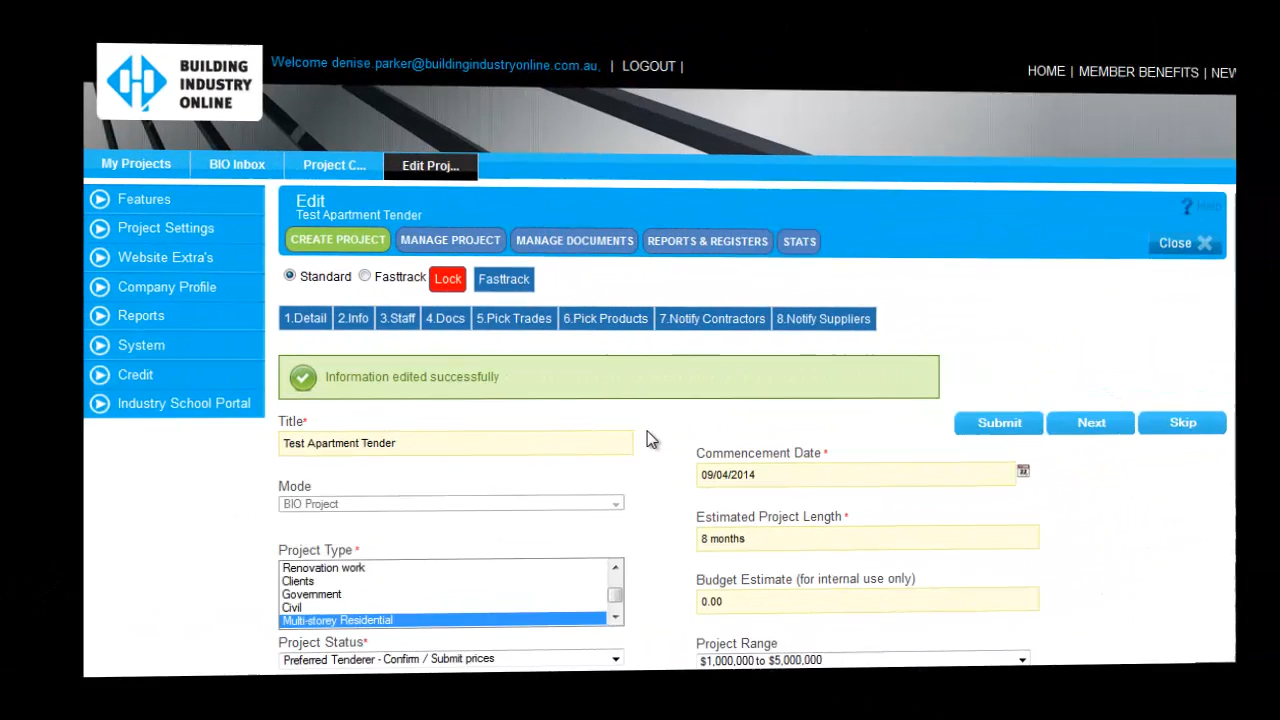 BUILDING
INDUSTRY
ONLINE
Welcome denise.parker@buildingindustryonline.com.au, | LOGOUT |
HOME | MEMBER BENEFITS | NEW
My Projects BIO Inbox Project C... Edit Proj...
Features
Project Settings
Website Extra's
Company Profile
Reports
System
Credit
Industry School Portal
Edit
Test Apartment Tender
? Help
CREATE PROJECT MANAGE PROJECT MANAGE DOCUMENTS REPORTS & REGISTERS STATS
Close
Standard Fasttrack Lock Fasttrack
1.Detail 2.Info 3.Staff 4.Docs 5.Pick Trades 6.Pick Products 7.Notify Contractors 8.Notify Suppliers
Information edited successfully
Submit Next Skip
Title*
Test Apartment Tender
Mode
BIO Project
Project Type *
Renovation work
Clients
Government
Civil
Multi-storey Residential
Project Status*
Preferred Tenderer - Confirm / Submit prices
Commencement Date *
09/04/2014
Estimated Project Length *
8 months
Budget Estimate (for internal use only)
0.00
Project Range
$1,000,000 to $5,000,000